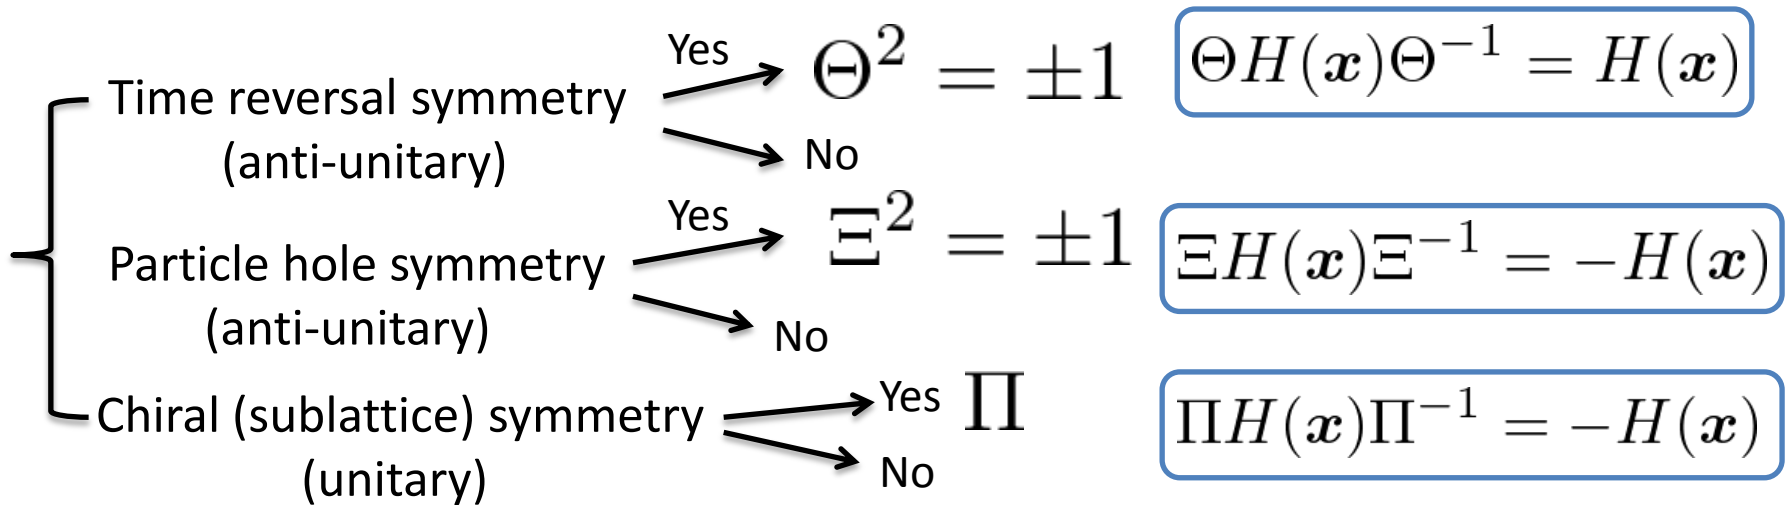 Yes
Time reversal symmetry
(anti-unitary)
Θ² = ±1
ΘH(𝒙)Θ⁻¹ = H(𝒙)
No
Yes
Particle hole symmetry
(anti-unitary)
Ξ² = ±1
ΞH(𝒙)Ξ⁻¹ = −H(𝒙)
No
Chiral (sublattice) symmetry
(unitary)
Yes Π
ΠH(𝒙)Π⁻¹ = −H(𝒙)
No